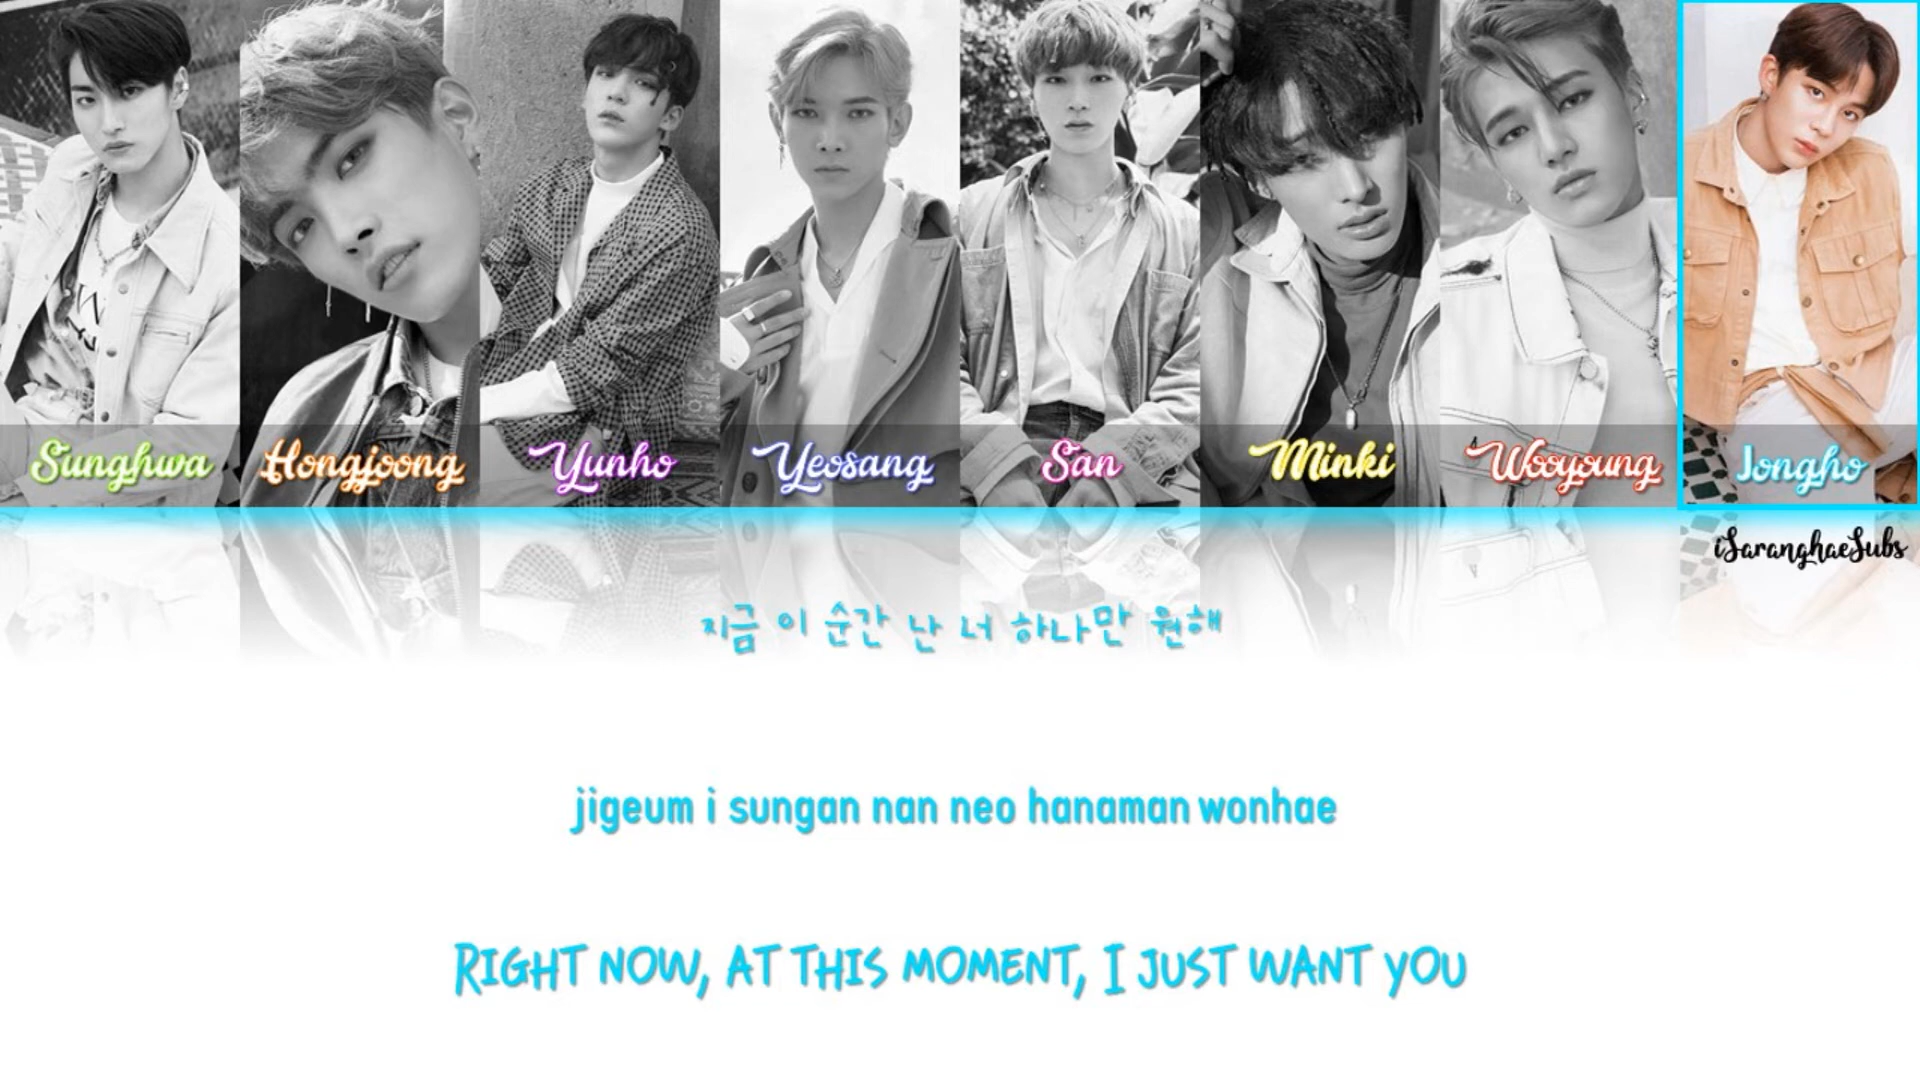 Sunghwa
Hongjoong
Yunho
Yeosang
San
Minki
Wooyoung
Jongho
iSaranghaeSubs
지금 이 순간 난 너 하나만 원해
jigeum i sungan nan neo hanaman wonhae
RIGHT NOW, AT THIS MOMENT, I JUST WANT YOU